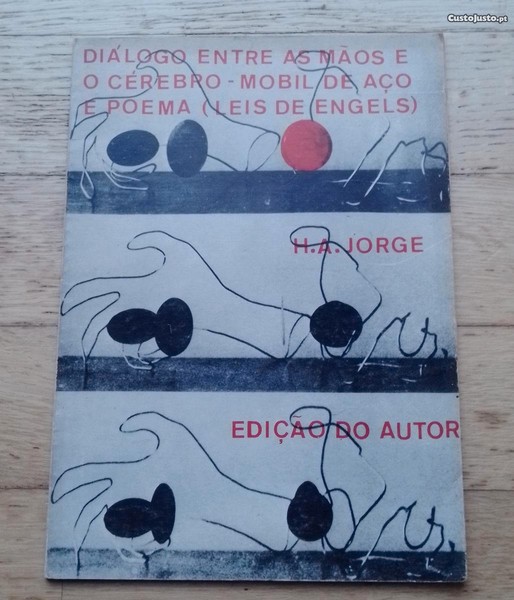 CustoJusto.pt
DIÁLOGO ENTRE AS MÃOS E
O CÉREBRO - MOBIL DE AÇO
E POEMA (LEIS DE ENGELS)
H.A.JORGE
EDIÇÃO DO AUTOR